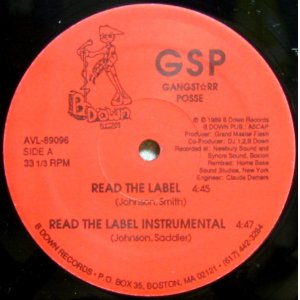 B Down
RECORDS
GSP
GANGST☆RR
POSSE
AVL-89096
SIDE A
33 1/3 RPM
℗ © 1989 B Down Records
B DOWN PUB.: ASCAP
Producer: Grand Master Flash
Co-Producer: DJ 1,2,B Down
Recorded at: Newbury Sound and
Syncro Sound, Boston
Remixed: Home Base
Sound Studies, New York
Engineer: Claude Demers
READ THE LABEL 4:45
(Johnson, Smith)
READ THE LABEL INSTRUMENTAL 4:47
(Johnson, Saddler)
B DOWN RECORDS • P.O. BOX 35, BOSTON, MA 02121 • (617) 442-3284